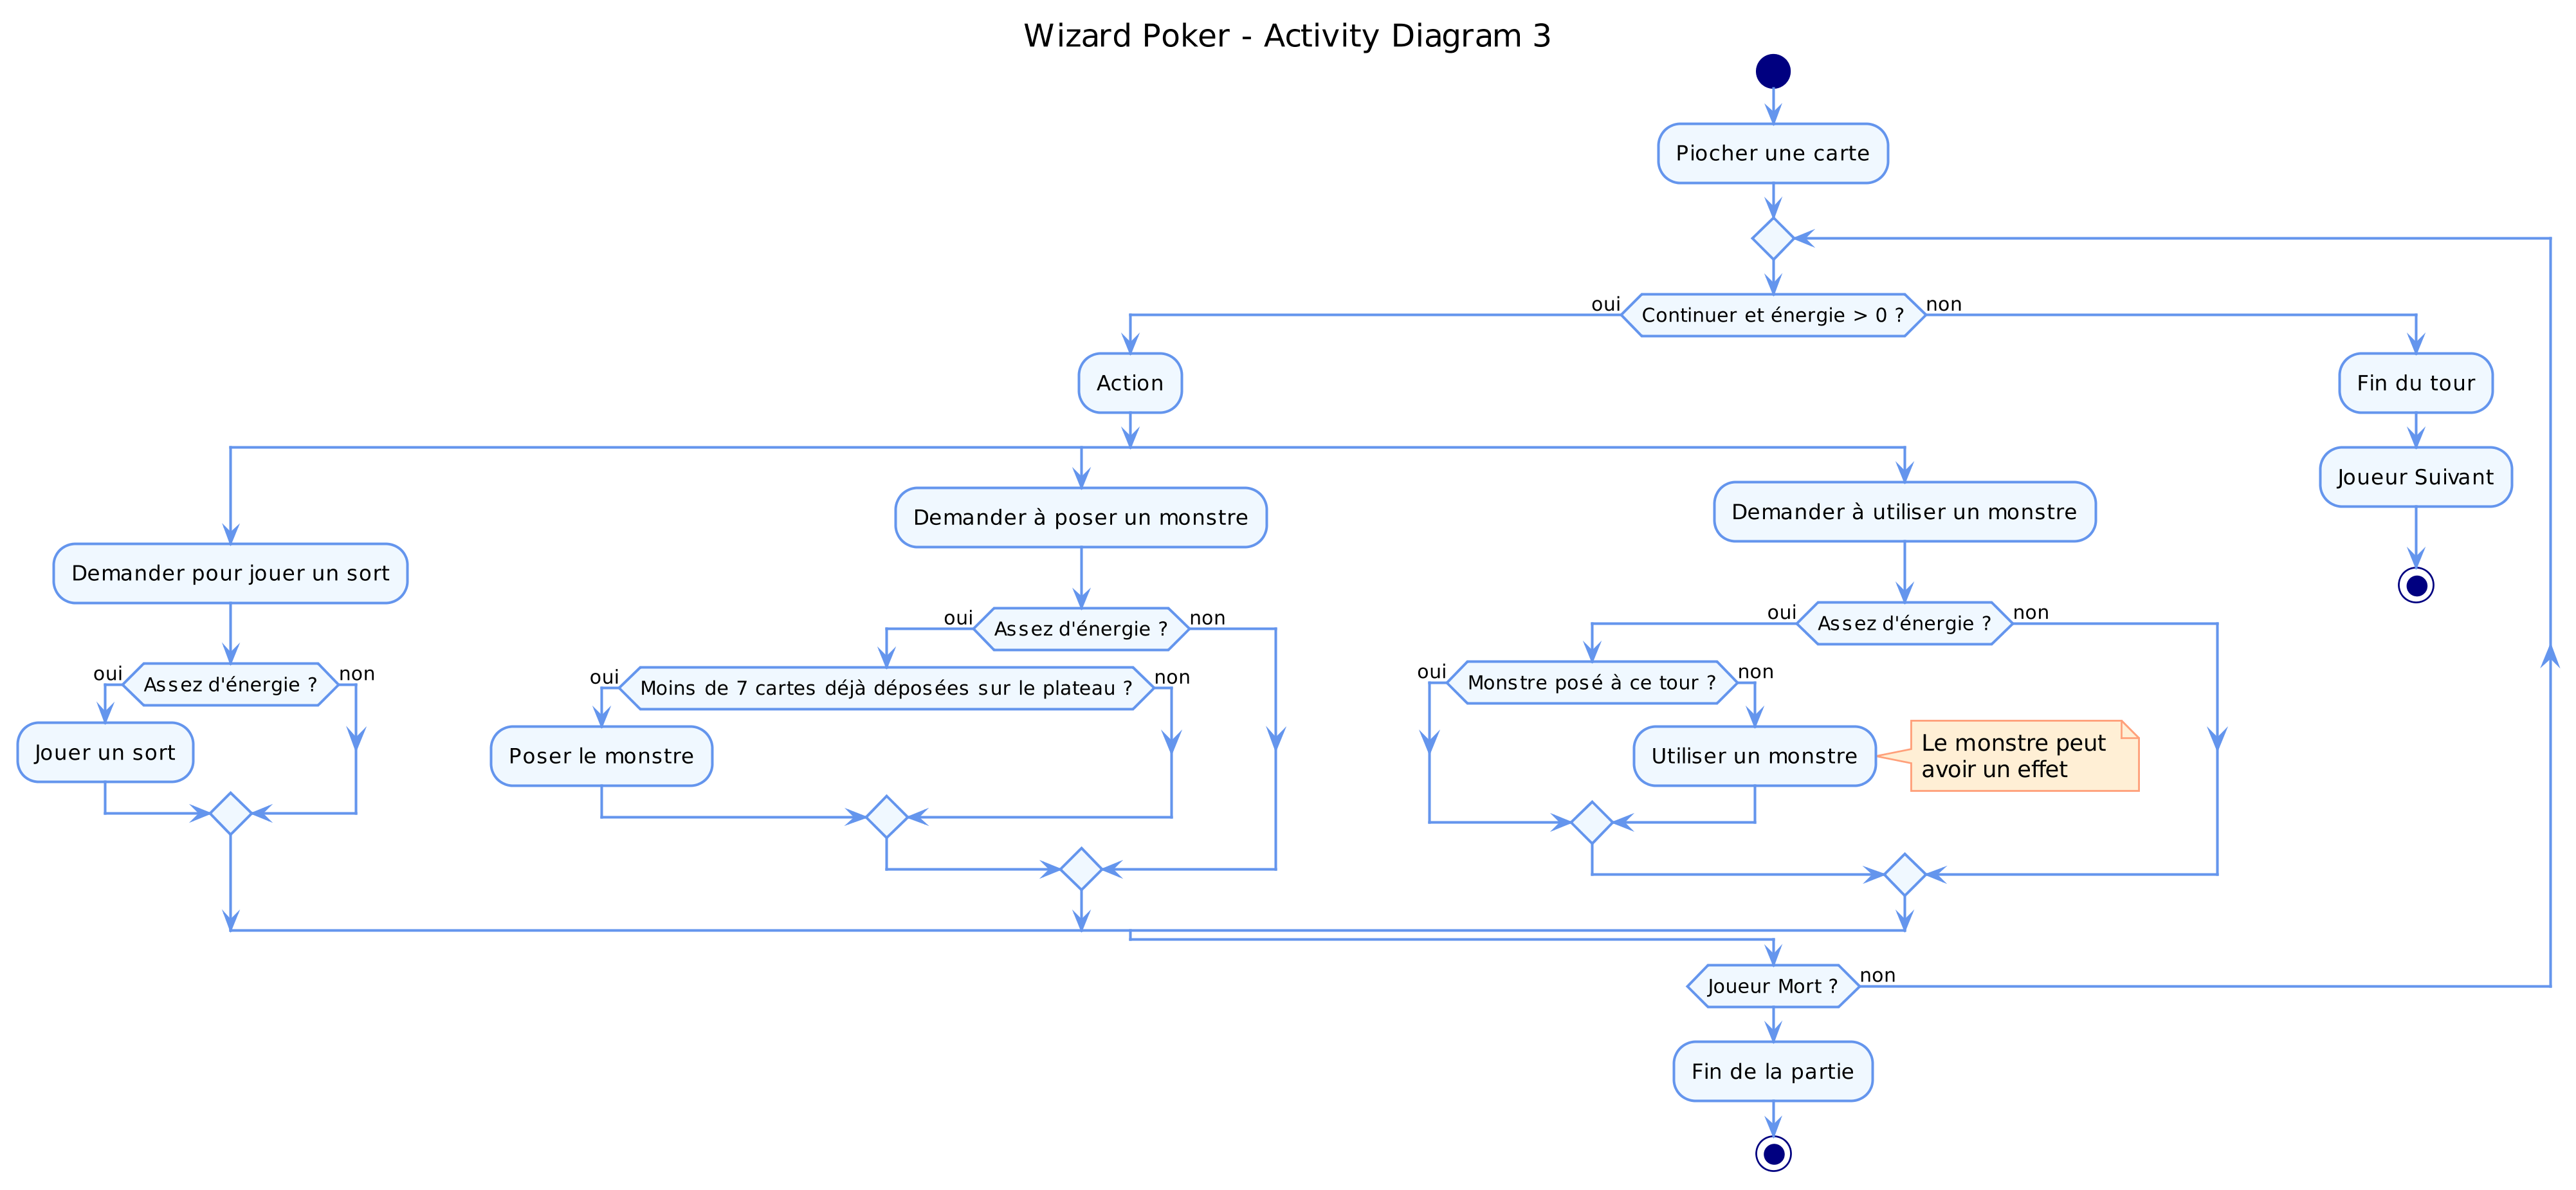 Wizard Poker - Activity Diagram 3
Piocher une carte
oui
Continuer et énergie > 0 ?
non
Action
Fin du tour
Joueur Suivant
Demander pour jouer un sort
oui
Assez d'énergie ?
non
Jouer un sort
Demander à poser un monstre
oui
Assez d'énergie ?
non
oui
Moins de 7 cartes déjà déposées sur le plateau ?
non
Poser le monstre
Demander à utiliser un monstre
oui
Assez d'énergie ?
non
oui
Monstre posé à ce tour ?
non
Utiliser un monstre
Le monstre peut
avoir un effet
Joueur Mort ?
non
Fin de la partie